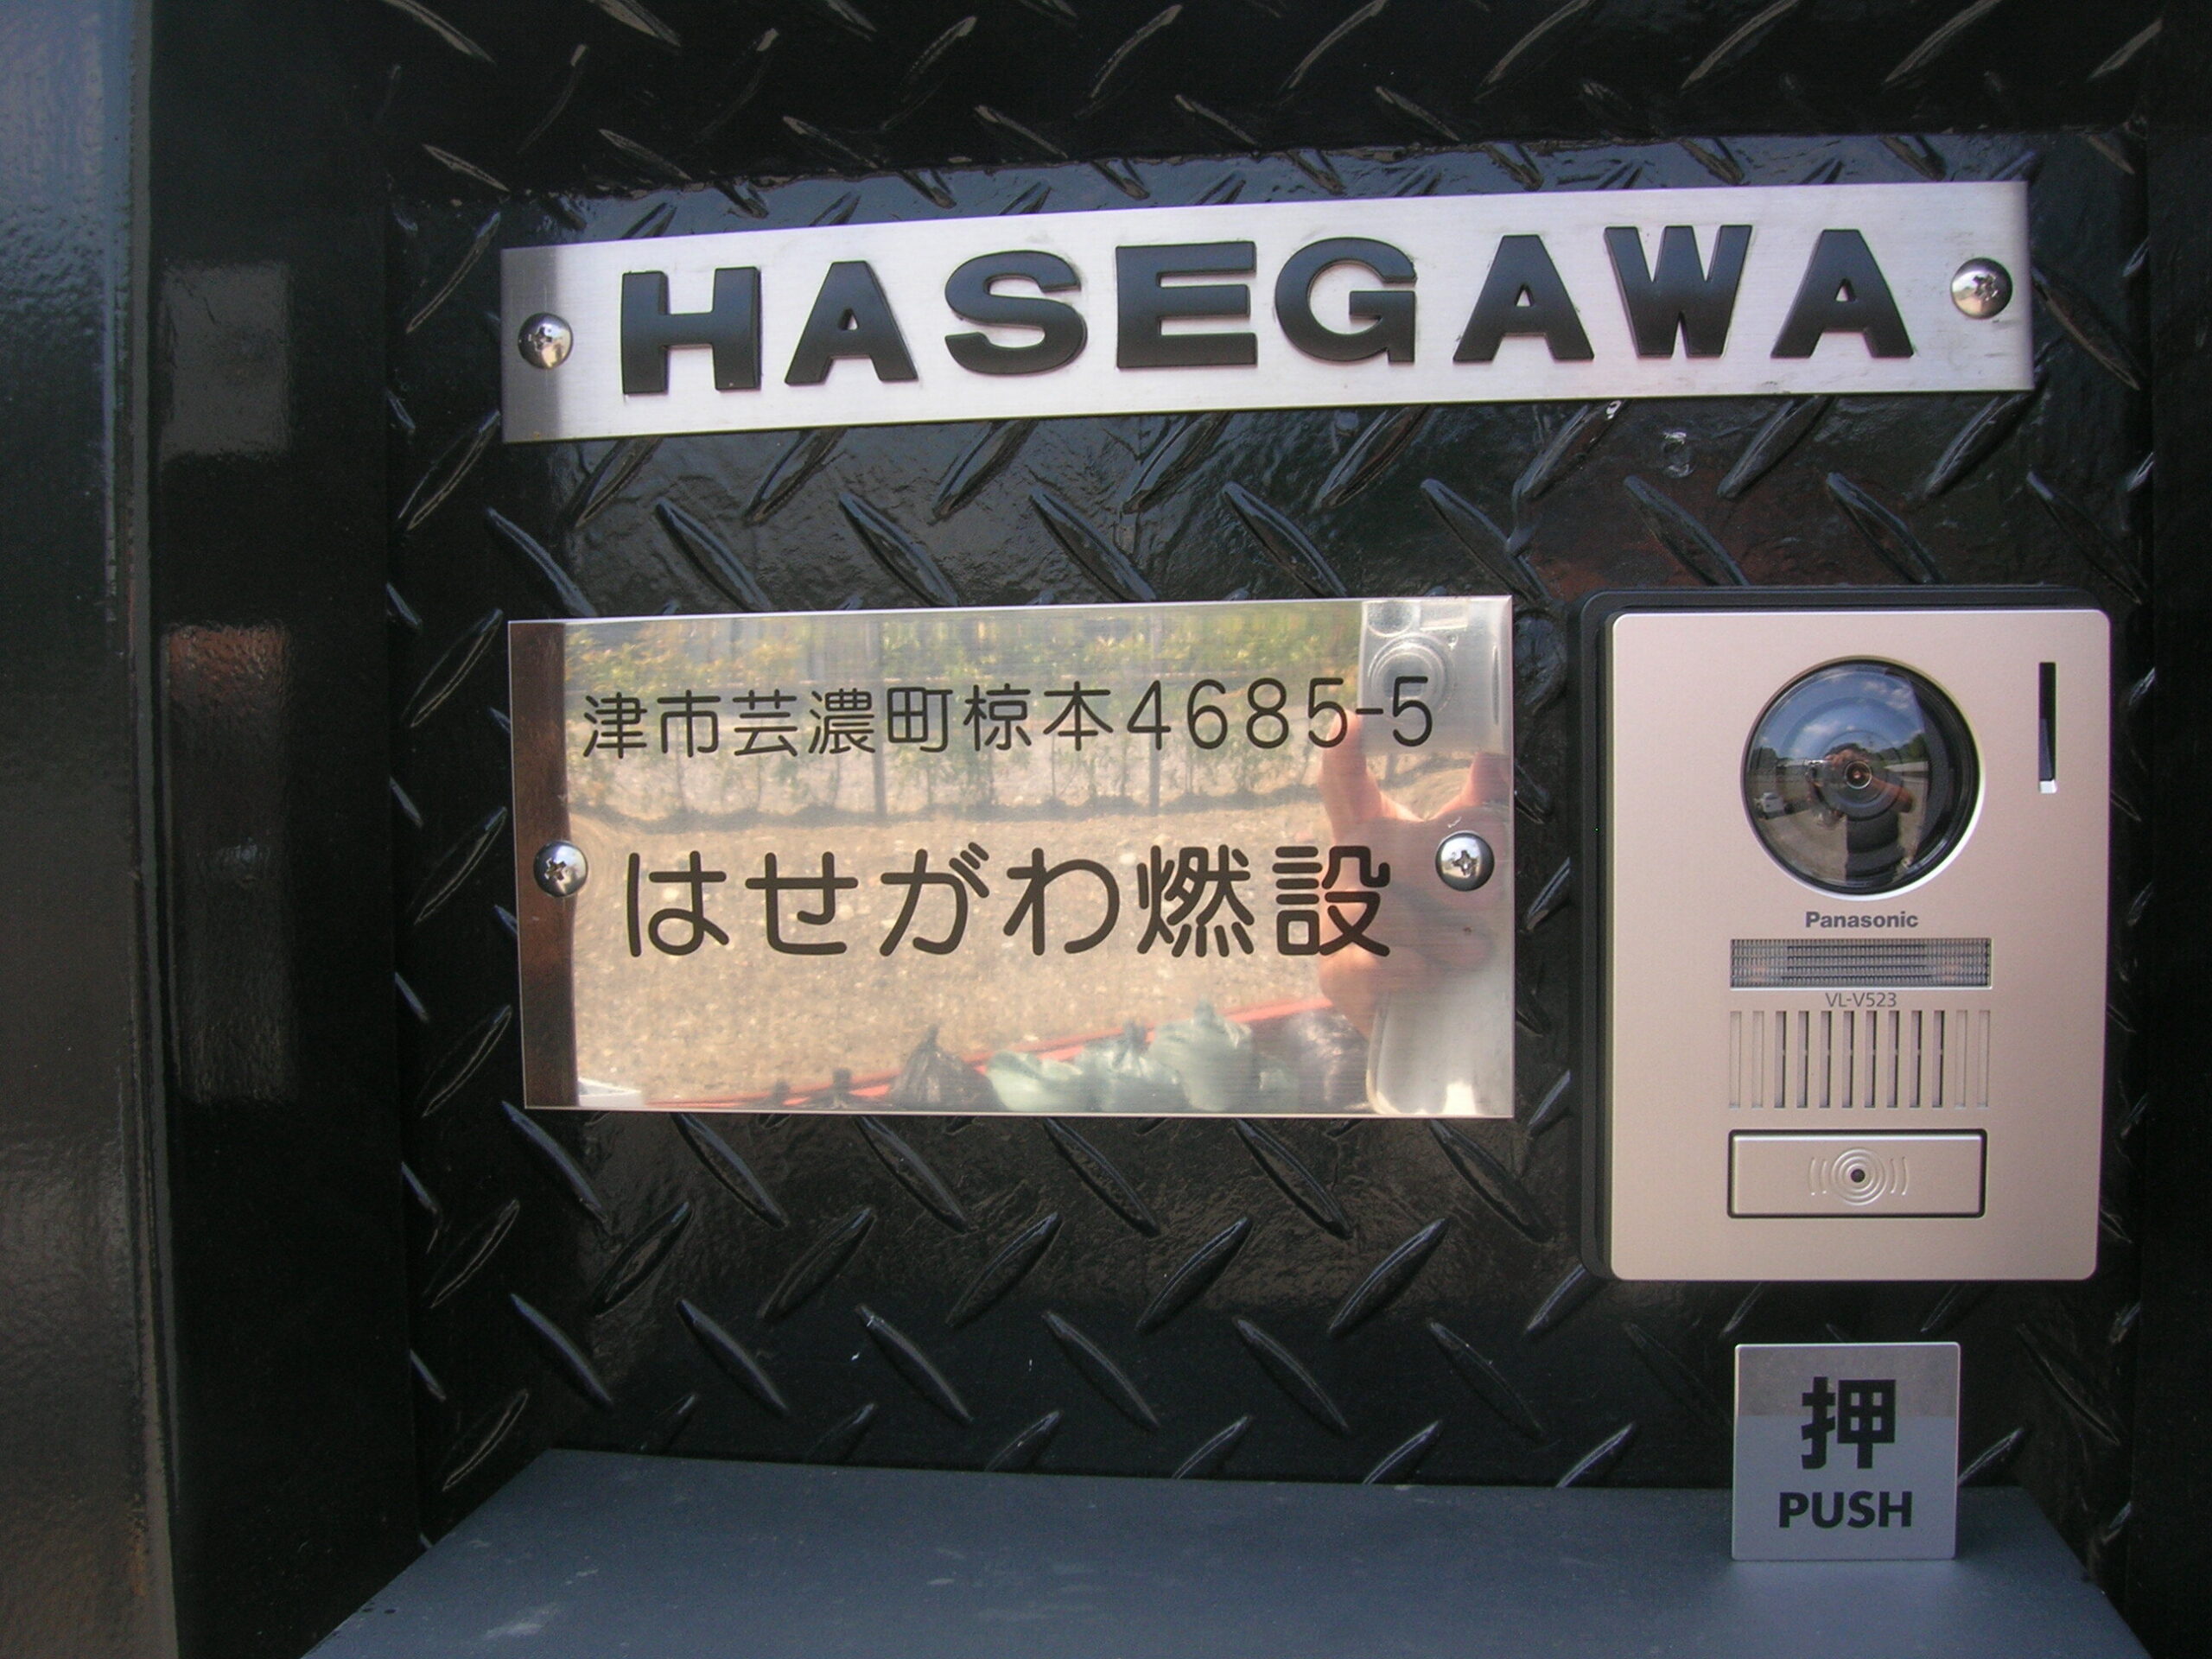 HASEGAWA
津市芸濃町椋本4685-5
はせがわ燃設
Panasonic
VL-V523
押
PUSH